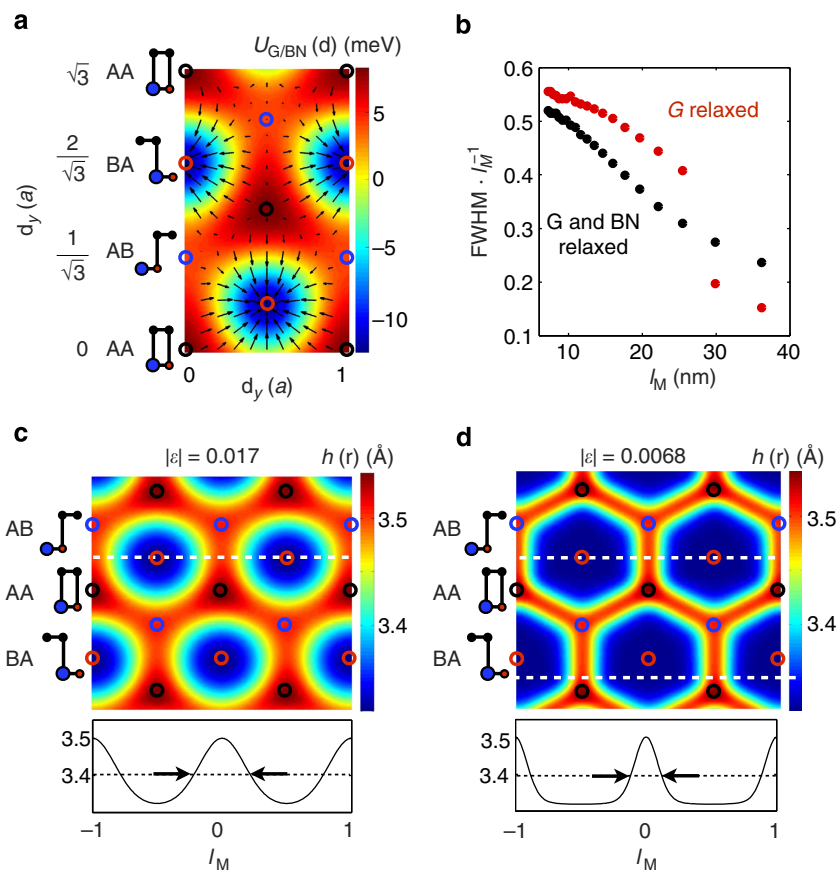 a
U_G/BN (d) (meV)
√3 AA
2/√3 BA
d_y (a)
1/√3 AB
0 AA
0 1
d_y (a)
5
0
−5
−10
b
0.6
0.5
0.4
0.3
0.2
0.1
FWHM · l_M^−1
G relaxed
G and BN
relaxed
10 20 30 40
l_M (nm)
c
|ε| = 0.017 h (r) (Å)
AB
AA
BA
3.5
3.4
3.5
3.4
−1 0 1
l_M
d
|ε| = 0.0068 h (r) (Å)
AB
AA
BA
3.5
3.4
3.5
3.4
−1 0 1
l_M